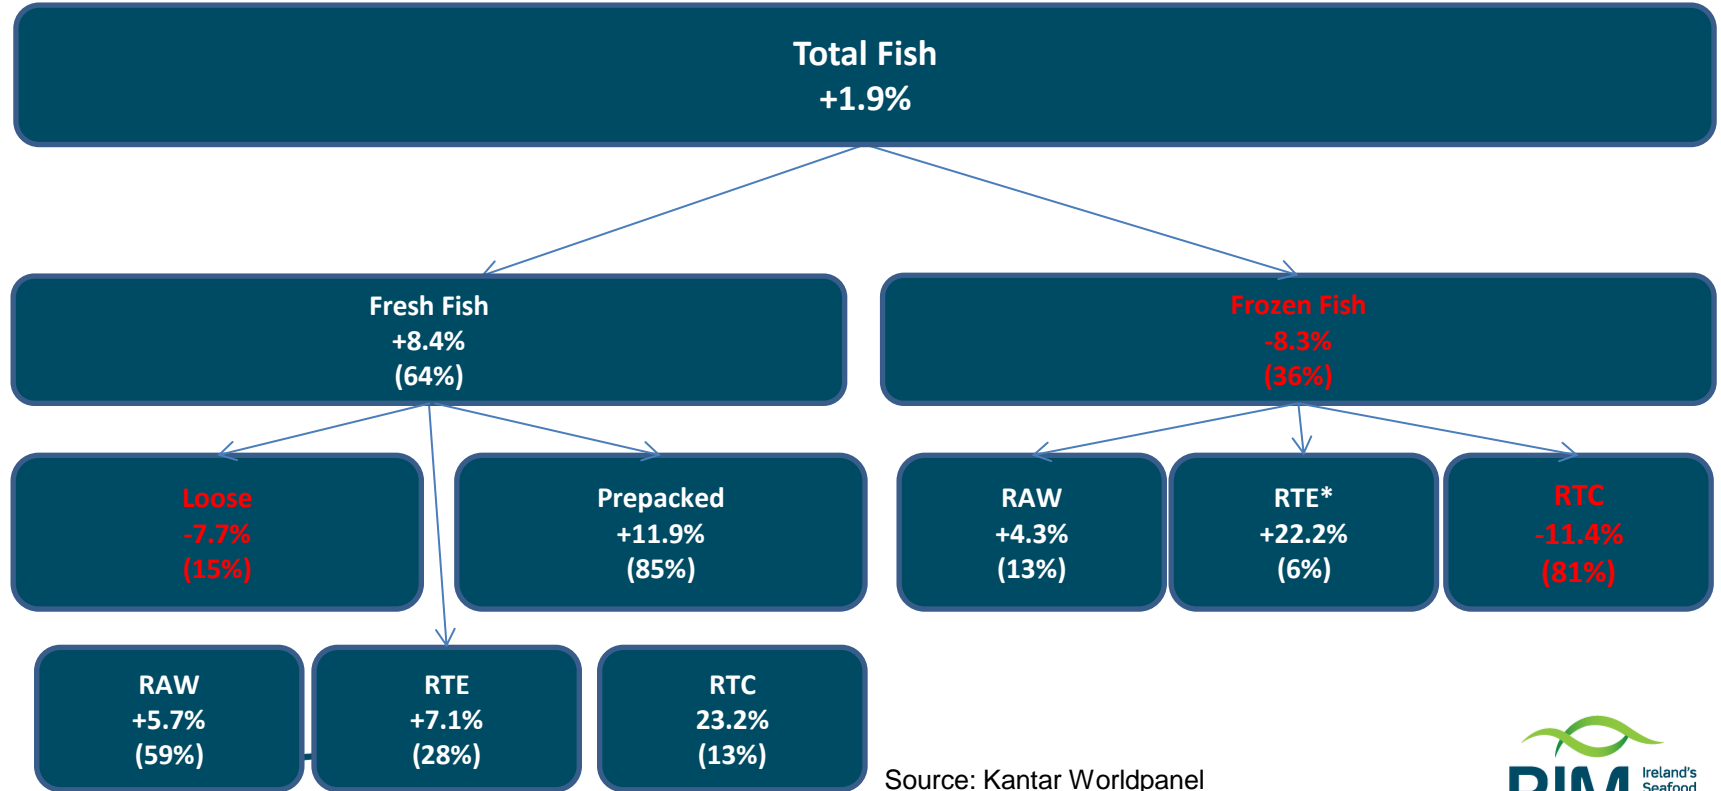 Total Fish
+1.9%
Fresh Fish
+8.4%
(64%)
Frozen Fish
-8.3%
(36%)
Loose
-7.7%
(15%)
Prepacked
+11.9%
(85%)
RAW
+4.3%
(13%)
RTE*
+22.2%
(6%)
RTC
-11.4%
(81%)
RAW
+5.7%
(59%)
RTE
+7.1%
(28%)
RTC
23.2%
(13%)
Source: Kantar Worldpanel
BIM
Ireland's
Seafood